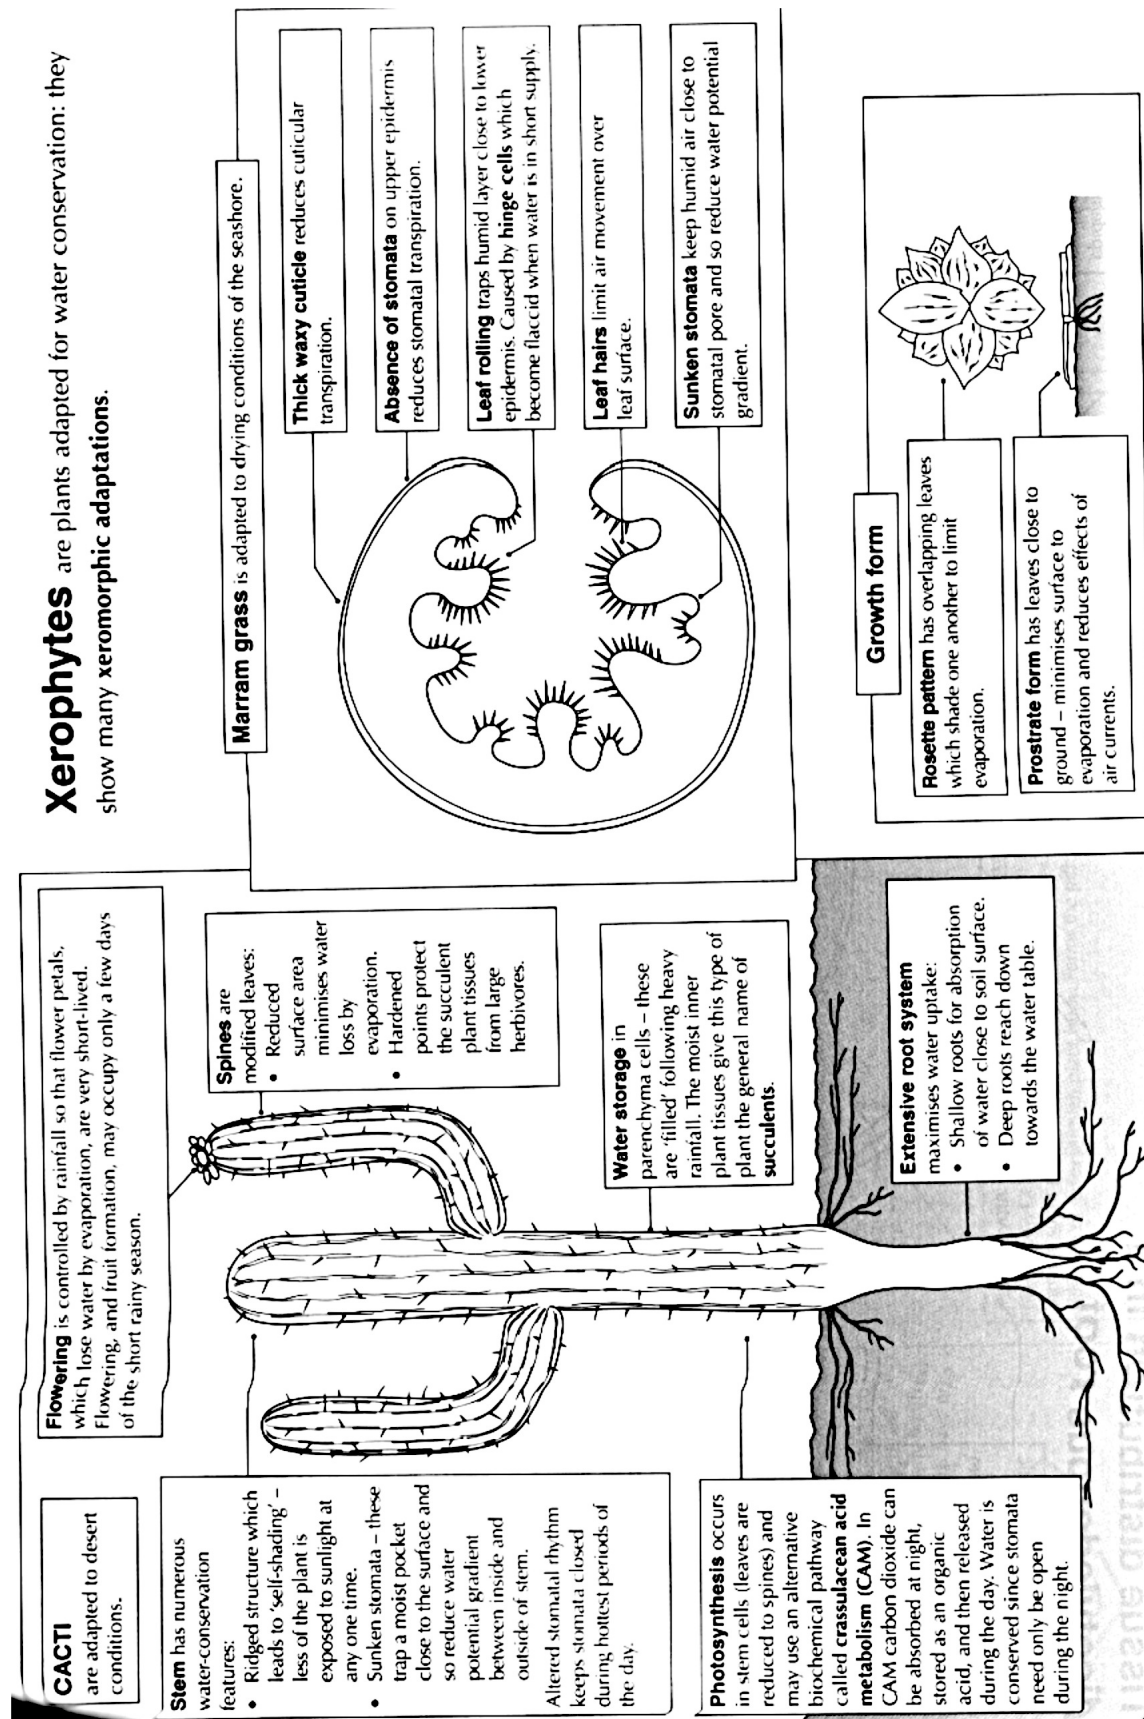 Xerophytes are plants adapted for water conservation: they
show many xeromorphic adaptations.
CACTI
are adapted to desert
conditions.
Flowering is controlled by rainfall so that flower petals,
which lose water by evaporation, are very short-lived.
Flowering, and fruit formation, may occupy only a few days
of the short rainy season.
Stem has numerous
water-conservation
features:
• Ridged structure which
leads to 'self-shading' –
less of the plant is
exposed to sunlight at
any one time.
• Sunken stomata – these
trap a moist pocket
close to the surface and
so reduce water
potential gradient
between inside and
outside of stem.
Altered stomatal rhythm
keeps stomata closed
during hottest periods of
the day.
Spines are
modified leaves:
• Reduced
surface area
minimises water
loss by
evaporation.
• Hardened
points protect
the succulent
plant tissues
from large
herbivores.
Water storage in
parenchyma cells – these
are 'filled' following heavy
rainfall. The moist inner
plant tissues give this type of
plant the general name of
succulents.
Photosynthesis occurs
in stem cells (leaves are
reduced to spines) and
may use an alternative
biochemical pathway
called crassulacean acid
metabolism (CAM). In
CAM carbon dioxide can
be absorbed at night,
stored as an organic
acid, and then released
during the day. Water is
conserved since stomata
need only be open
during the night.
Extensive root system
maximises water uptake:
• Shallow roots for absorption
of water close to soil surface.
• Deep roots reach down
towards the water table.
Marram grass is adapted to drying conditions of the seashore.
Thick waxy cuticle reduces cuticular
transpiration.
Absence of stomata on upper epidermis
reduces stomatal transpiration.
Leaf rolling traps humid layer close to lower
epidermis. Caused by hinge cells which
become flaccid when water is in short supply.
Leaf hairs limit air movement over
leaf surface.
Sunken stomata keep humid air close to
stomatal pore and so reduce water potential
gradient.
Growth form
Rosette pattern has overlapping leaves
which shade one another to limit
evaporation.
Prostrate form has leaves close to
ground – minimises surface to
evaporation and reduces effects of
air currents.